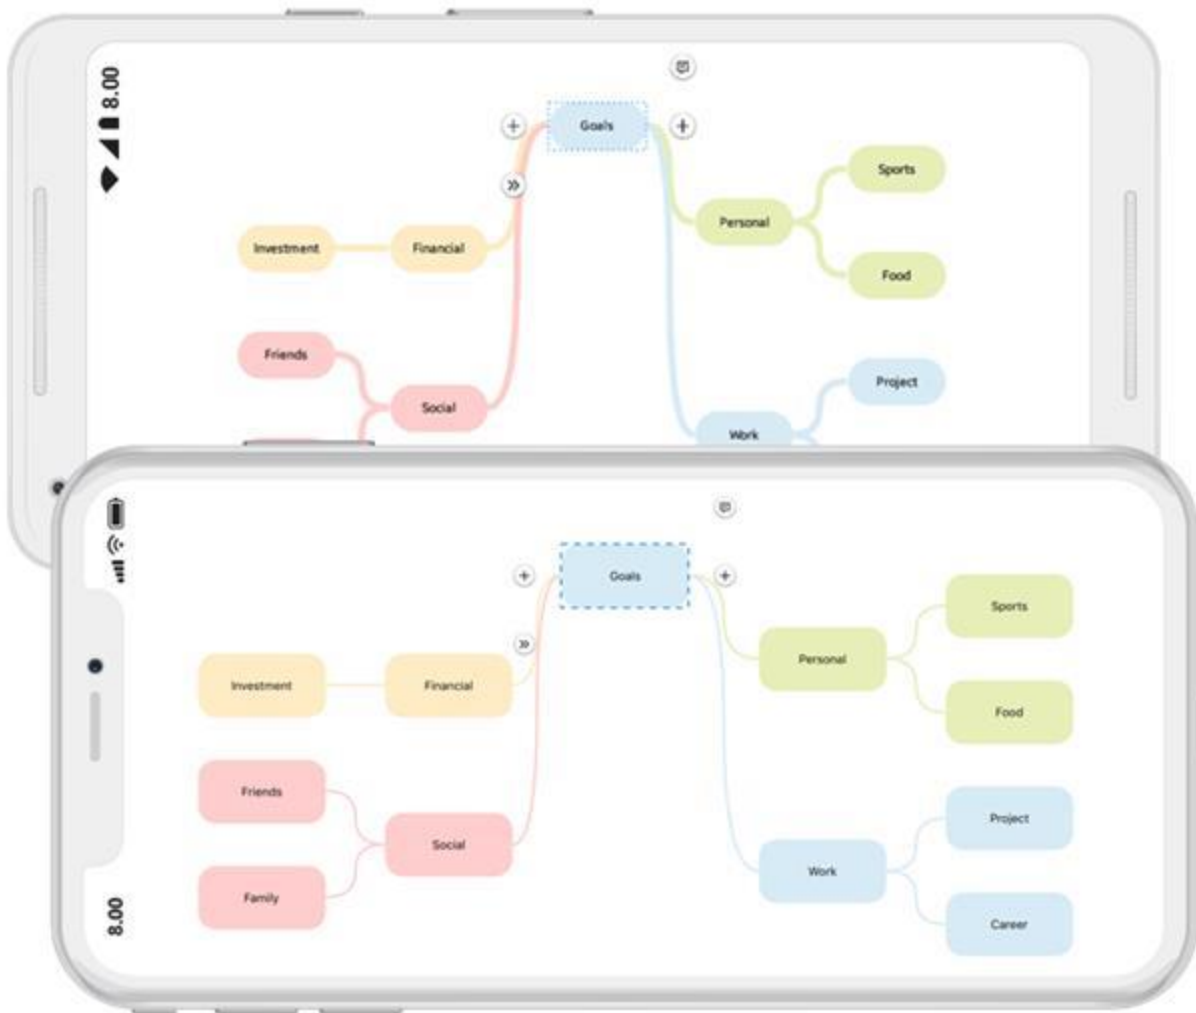 8.00
Goals
Sports
Personal
Investment
Financial
Food
Friends
Project
Social
Work
Goals
Sports
Personal
Investment
Financial
Food
Friends
Project
Social
Work
Family
8.00
Career